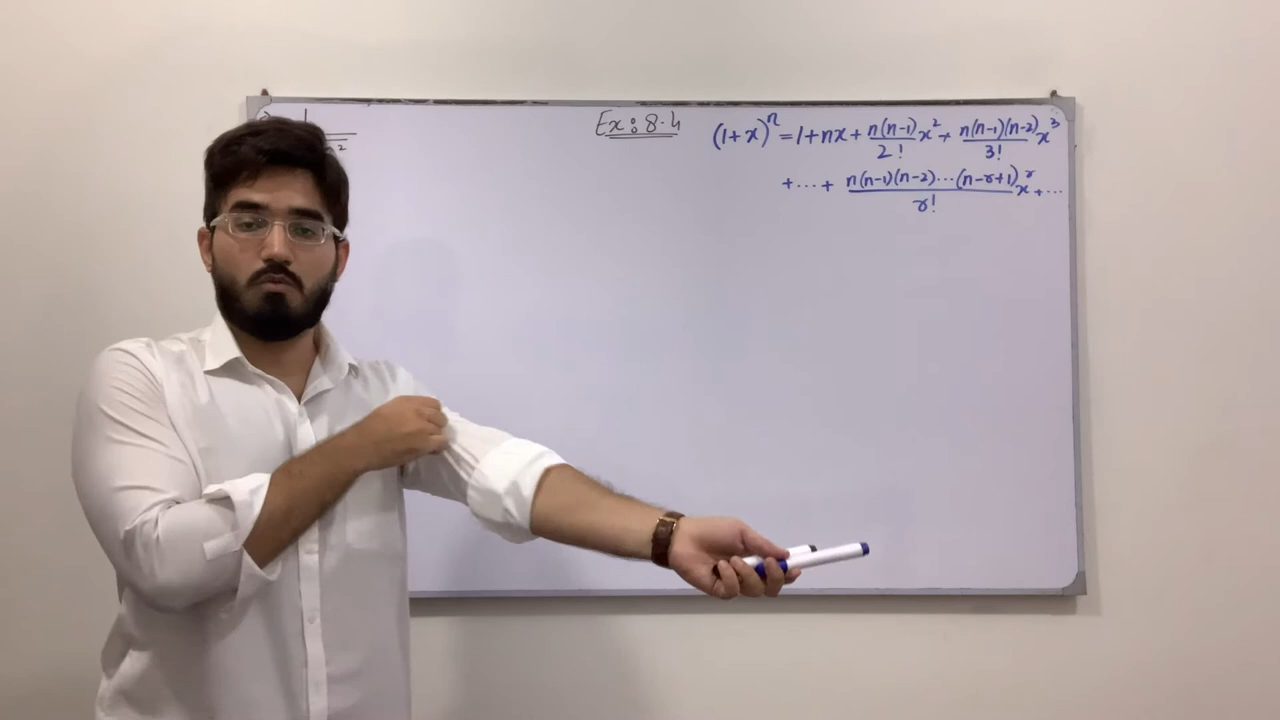 Ex: 8.4
(1+x)^n = 1 + nx + n(n-1)/2! x^2 + n(n-1)(n-2)/3! x^3
+ ... + n(n-1)(n-2)...(n-r+1)/r! x^r + ...